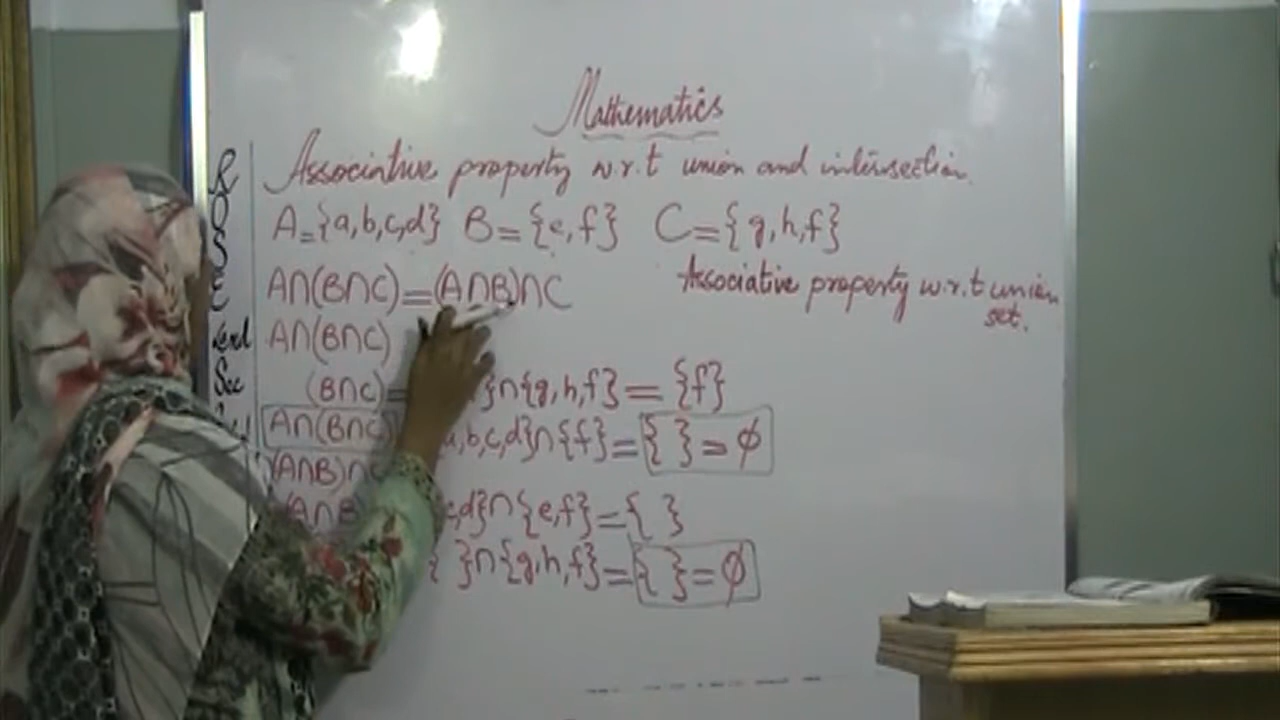 Mathematics
Associative property w.r.t union and intersection.
A={a,b,c,d} B={e,f} C={g,h,f}
A∩(B∩C)=(A∩B)∩C
Associative property w.r.t union set.
A∩(B∩C)
(B∩C)= }∩{g,h,f}={f}
A∩(B∩C) a,b,c,d}∩{f}={ }=ϕ
(A∩B)∩
(A∩B c,d}∩{e,f}={ }
{ }∩{g,h,f}={ }=ϕ